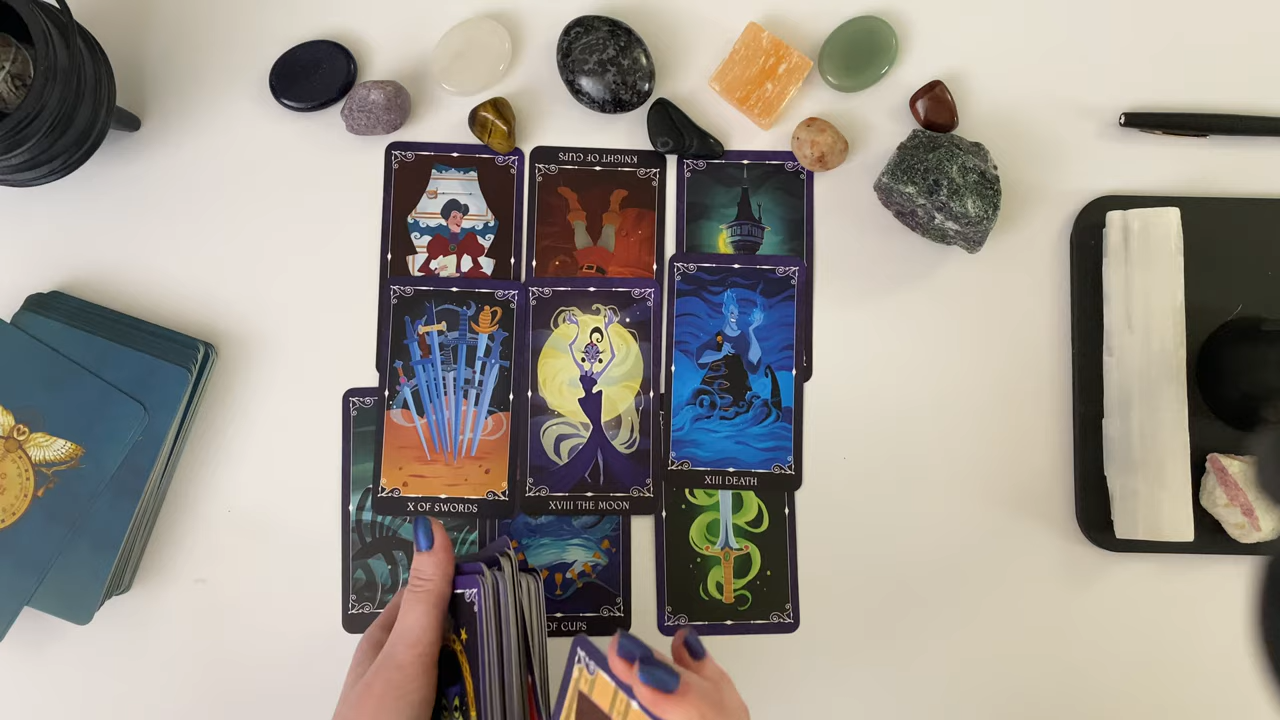 KNIGHT OF CUPS
X OF SWORDS
XVIII THE MOON
XIII DEATH
OF CUPS